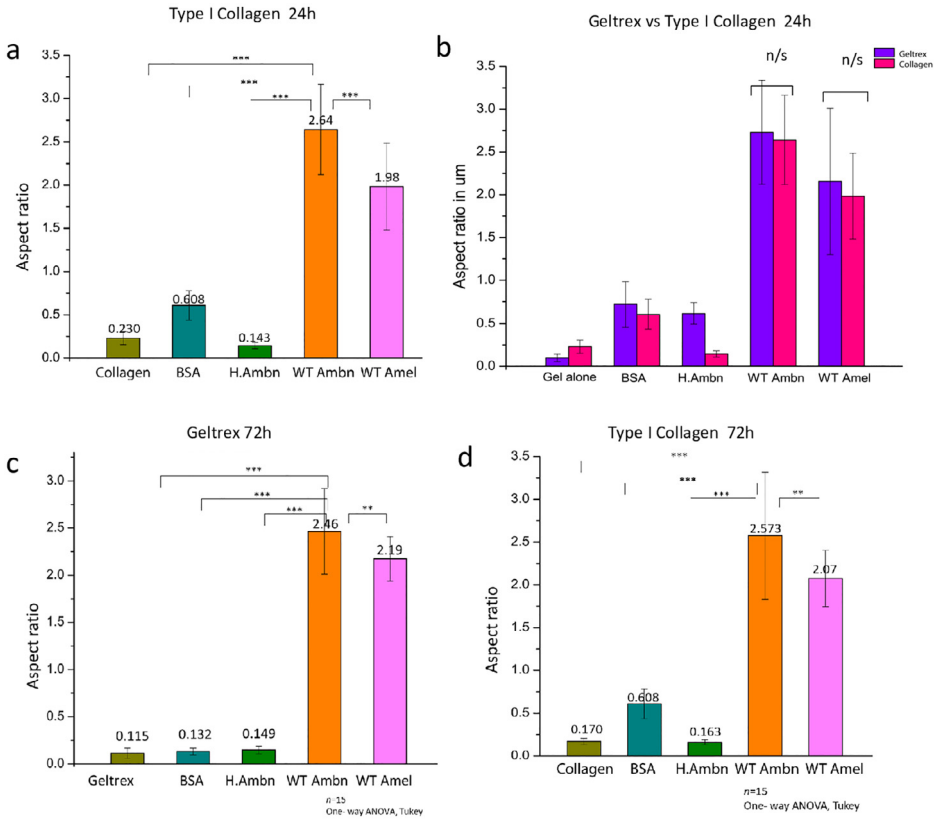 Type I Collagen 24h
a
***
***
***
***
3.5
3.0
2.5
2.0
1.5
1.0
0.5
0.0
Aspect ratio
0.230
0.608
0.143
2.64
1.98
Collagen
BSA
H.Ambn
WT Ambn
WT Amel
Geltrex vs Type I Collagen 24h
b
n/s
n/s
Geltrex
Collagen
3.5
3.0
2.5
2.0
1.5
1.0
0.5
0.0
Aspect ratio in um
Gel alone
BSA
H.Ambn
WT Ambn
WT Amel
Geltrex 72h
c
***
***
***
**
3.0
2.5
2.0
1.5
1.0
0.5
0.0
Aspect ratio
0.115
0.132
0.149
2.46
2.19
Geltrex
BSA
H.Ambn
WT Ambn
WT Amel
n=15
One- way ANOVA, Tukey
Type I Collagen 72h
d
***
***
***
**
3.5
3.0
2.5
2.0
1.5
1.0
0.5
0.0
Aspect ratio
0.170
0.608
0.163
2.573
2.07
Collagen
BSA
H.Ambn
WT Ambn
WT Amel
n=15
One- way ANOVA, Tukey